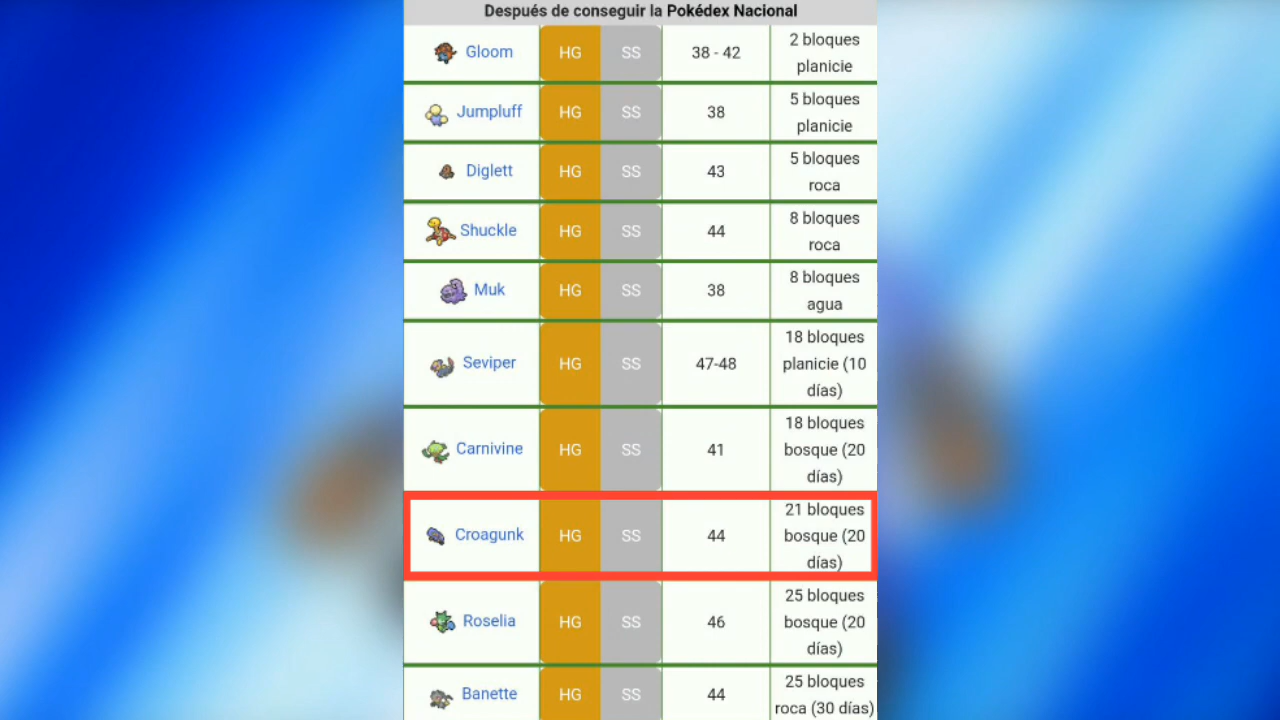 Después de conseguir la Pokédex Nacional
Gloom HG SS 38 - 42 2 bloques
planicie
Jumpluff HG SS 38 5 bloques
planicie
Diglett HG SS 43 5 bloques
roca
Shuckle HG SS 44 8 bloques
roca
Muk HG SS 38 8 bloques
agua
18 bloques
Seviper HG SS 47-48 planicie (10
días)
18 bloques
Carnivine HG SS 41 bosque (20
días)
21 bloques
Croagunk HG SS 44 bosque (20
días)
25 bloques
Roselia HG SS 46 bosque (20
días)
Banette HG SS 44 25 bloques
roca (30 días)